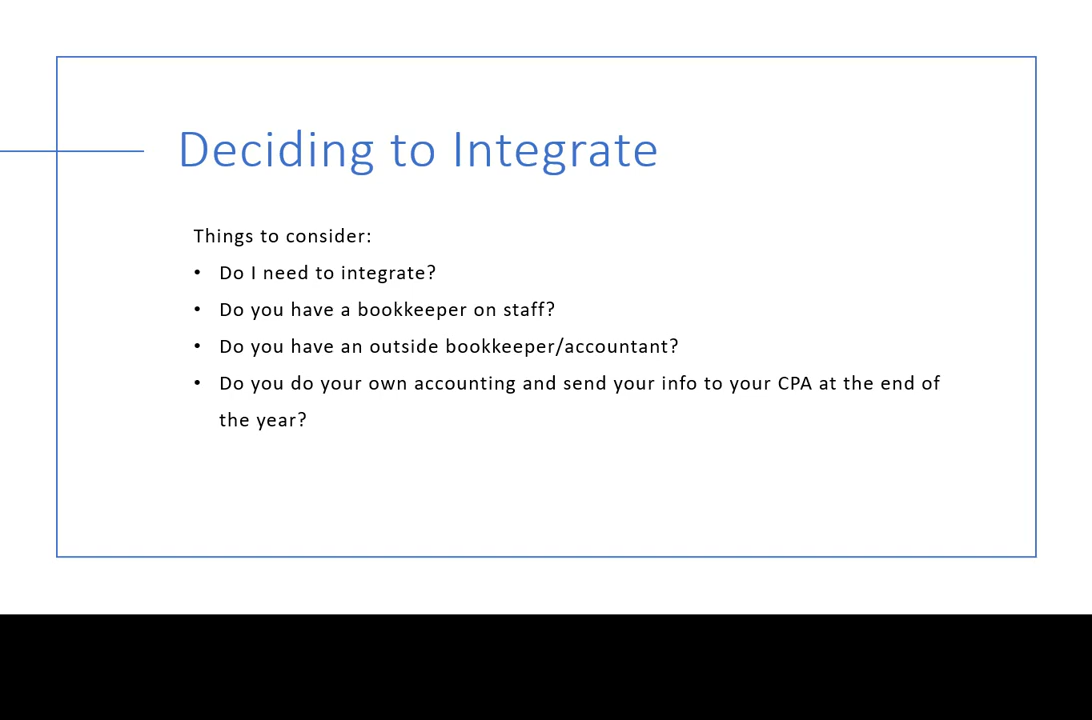 Deciding to Integrate
Things to consider:
• Do I need to integrate?
• Do you have a bookkeeper on staff?
• Do you have an outside bookkeeper/accountant?
• Do you do your own accounting and send your info to your CPA at the end of
the year?